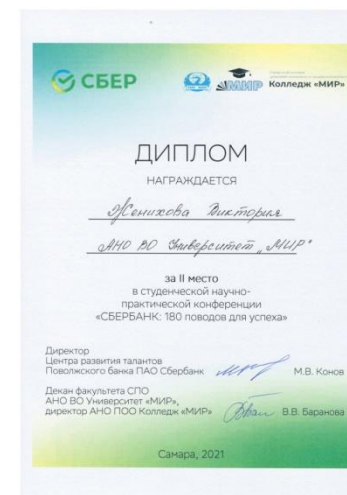 СБЕР
МИР
Колледж «МИР»
ДИПЛОМ
НАГРАЖДАЕТСЯ
Женихова Виктория
АНО ВО Университет „МИР"
за II место
в студенческой научно-
практической конференции
«СБЕРБАНК: 180 поводов для успеха»
Директор
Центра развития талантов
Поволжского банка ПАО Сбербанк
М.В. Конов
Декан факультета СПО
АНО ВО Университет «МИР»,
директор АНО ПОО Колледж «МИР»
В.В. Баранова
Самара, 2021